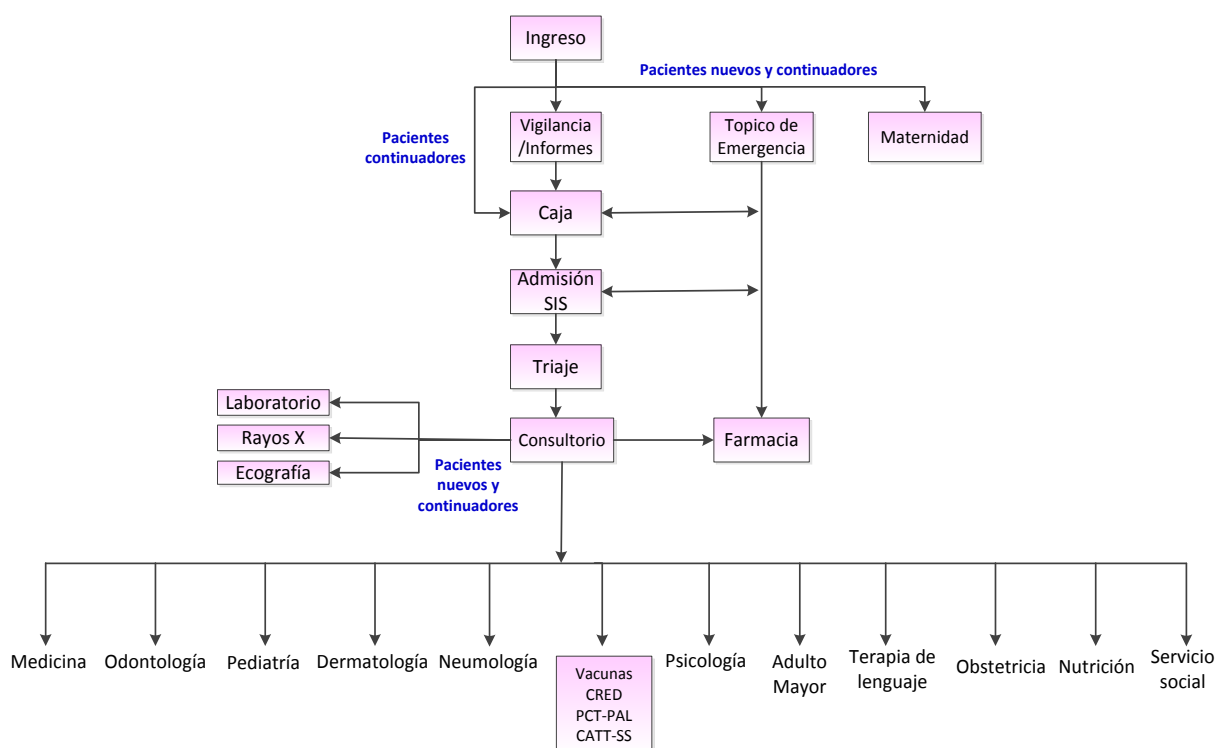 Ingreso
Pacientes nuevos y continuadores
Vigilancia
/Informes
Topico de
Emergencia
Maternidad
Pacientes
continuadores
Caja
Admisión
SIS
Triaje
Laboratorio
Rayos X
Ecografía
Consultorio
Farmacia
Pacientes
nuevos y
continuadores
Medicina
Odontología
Pediatría
Dermatología
Neumología
Vacunas
CRED
PCT-PAL
CATT-SS
Psicología
Adulto
Mayor
Terapia de
lenguaje
Obstetricia
Nutrición
Servicio
social